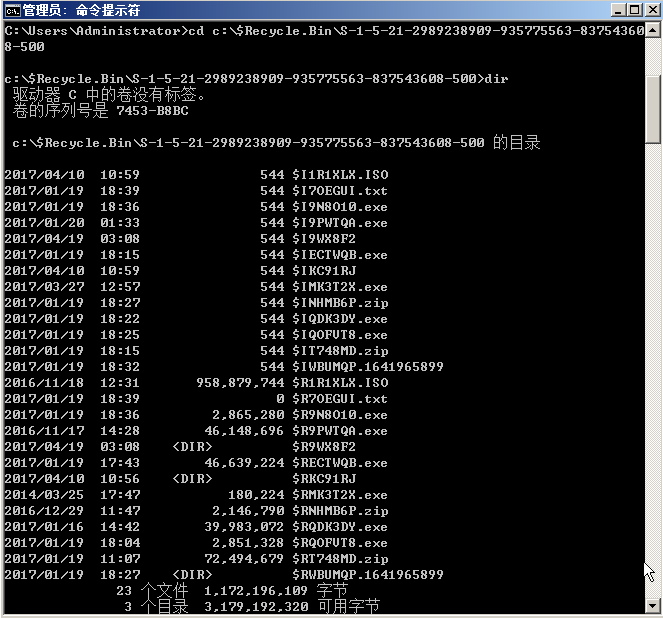 管理员: 命令提示符
C:\Users\Administrator>cd c:\$Recycle.Bin\S-1-5-21-2989238909-935775563-83754360
8-500
c:\$Recycle.Bin\S-1-5-21-2989238909-935775563-837543608-500>dir
驱动器 C 中的卷没有标签。
卷的序列号是 7453-B8BC
c:\$Recycle.Bin\S-1-5-21-2989238909-935775563-837543608-500 的目录
2017/04/10  10:59               544 $I1R1XLX.ISO
2017/01/19  18:39               544 $I7OEGUI.txt
2017/01/19  18:36               544 $I9N8O10.exe
2017/01/20  01:33               544 $I9PWTQA.exe
2017/04/19  03:08               544 $I9WX8F2
2017/01/19  18:15               544 $IECTWQB.exe
2017/04/10  10:59               544 $IKC91RJ
2017/03/27  12:57               544 $IMK3T2X.exe
2017/01/19  18:27               544 $INHMB6P.zip
2017/01/19  18:22               544 $IQDK3DY.exe
2017/01/19  18:25               544 $IQOFUT8.exe
2017/01/19  18:15               544 $IT748MD.zip
2017/01/19  18:32               544 $IWBUMQP.1641965899
2016/11/18  12:31       958,879,744 $R1R1XLX.ISO
2017/01/19  18:39                 0 $R7OEGUI.txt
2017/01/19  18:36         2,865,280 $R9N8O10.exe
2016/11/17  14:28        46,148,696 $R9PWTQA.exe
2017/04/19  03:08    <DIR>          $R9WX8F2
2017/01/19  17:43        46,639,224 $RECTWQB.exe
2017/04/10  10:56    <DIR>          $RKC91RJ
2014/03/25  17:47           180,224 $RMK3T2X.exe
2016/12/29  11:47         2,146,790 $RNHMB6P.zip
2017/01/16  14:42        39,983,072 $RQDK3DY.exe
2017/01/19  18:04         2,851,328 $RQOFUT8.exe
2017/01/19  11:07        72,494,679 $RT748MD.zip
2017/01/19  18:27    <DIR>          $RWBUMQP.1641965899
23 个文件  1,172,196,109 字节
3 个目录  3,179,192,320 可用字节